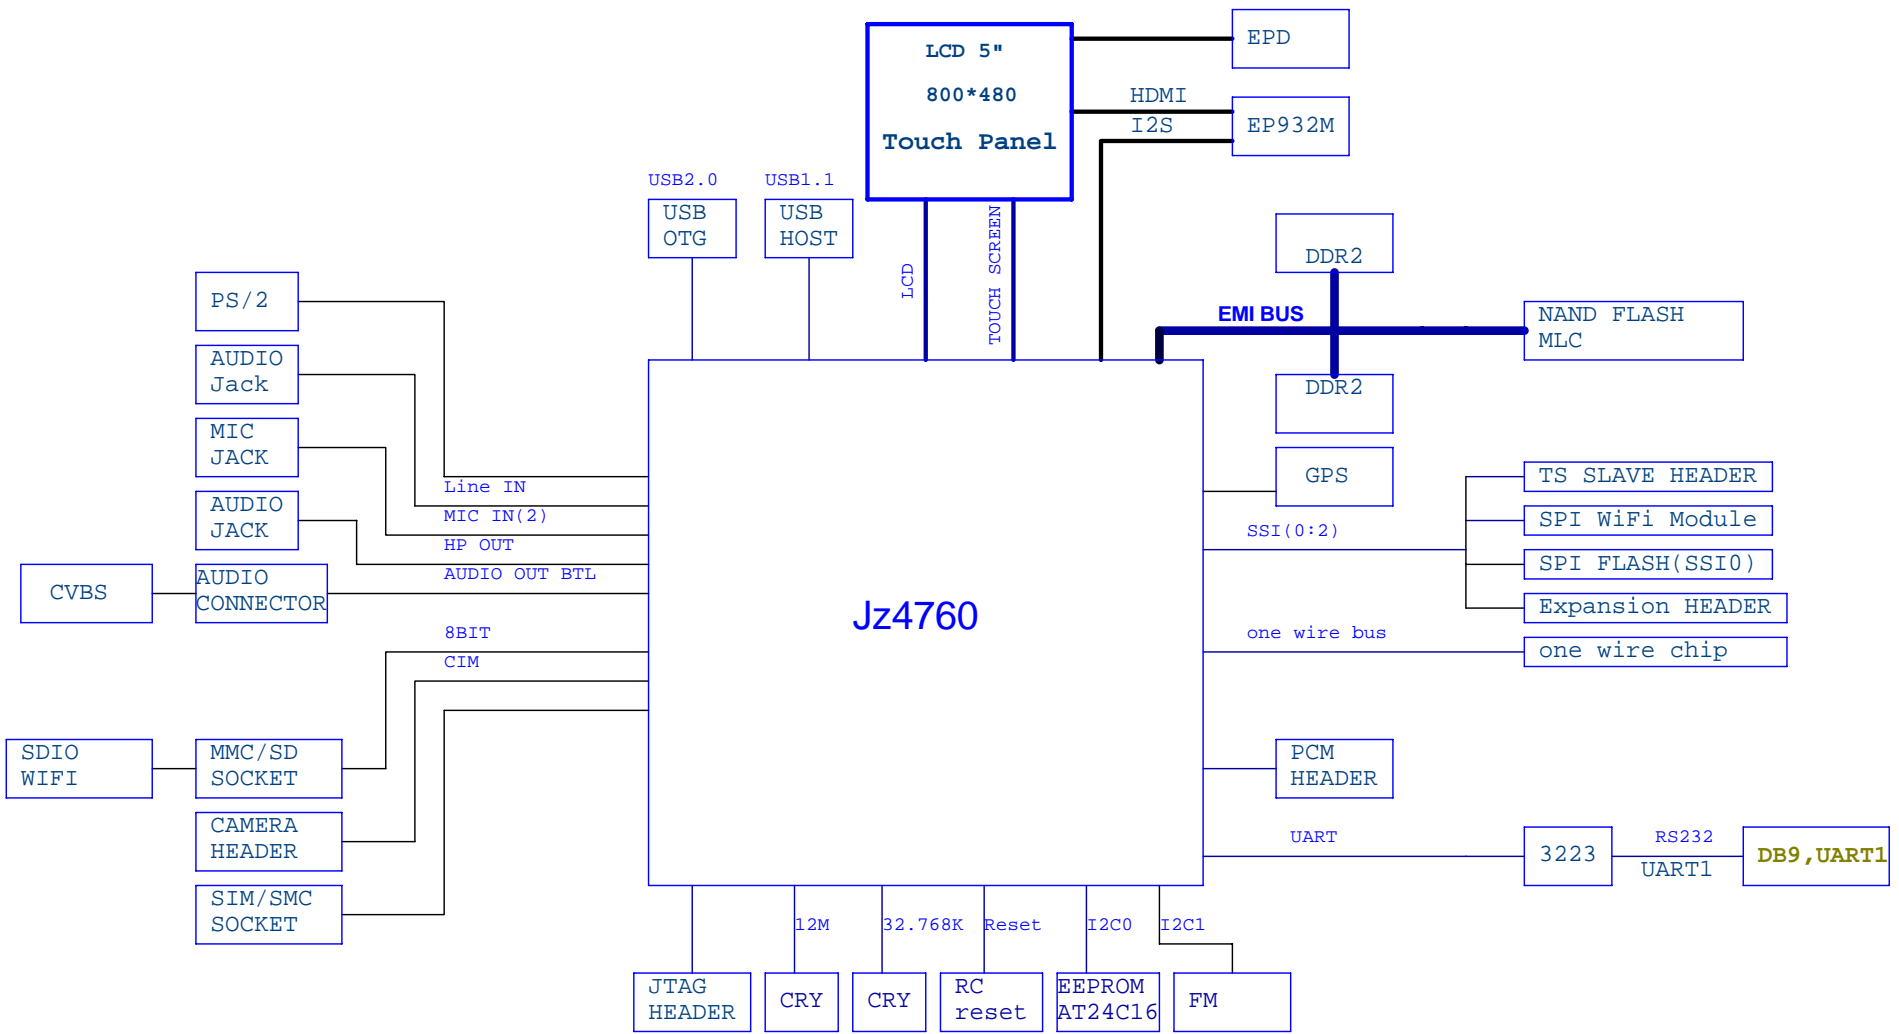 LCD 5"
800*480
Touch Panel
EPD
HDMI
I2S
EP932M
USB2.0
USB1.1
USB
OTG
USB
HOST
LCD
TOUCH SCREEN
DDR2
EMI BUS
NAND FLASH
MLC
DDR2
PS/2
AUDIO
Jack
MIC
JACK
AUDIO
JACK
CVBS
AUDIO
CONNECTOR
Line IN
MIC IN(2)
HP OUT
AUDIO OUT BTL
8BIT
CIM
Jz4760
GPS
SSI(0:2)
TS SLAVE HEADER
SPI WiFi Module
SPI FLASH(SSI0)
Expansion HEADER
one wire bus
one wire chip
SDIO
WIFI
MMC/SD
SOCKET
CAMERA
HEADER
SIM/SMC
SOCKET
PCM
HEADER
UART
3223
RS232
UART1
DB9,UART1
12M
32.768K
Reset
I2C0
I2C1
JTAG
HEADER
CRY
CRY
RC
reset
EEPROM
AT24C16
FM